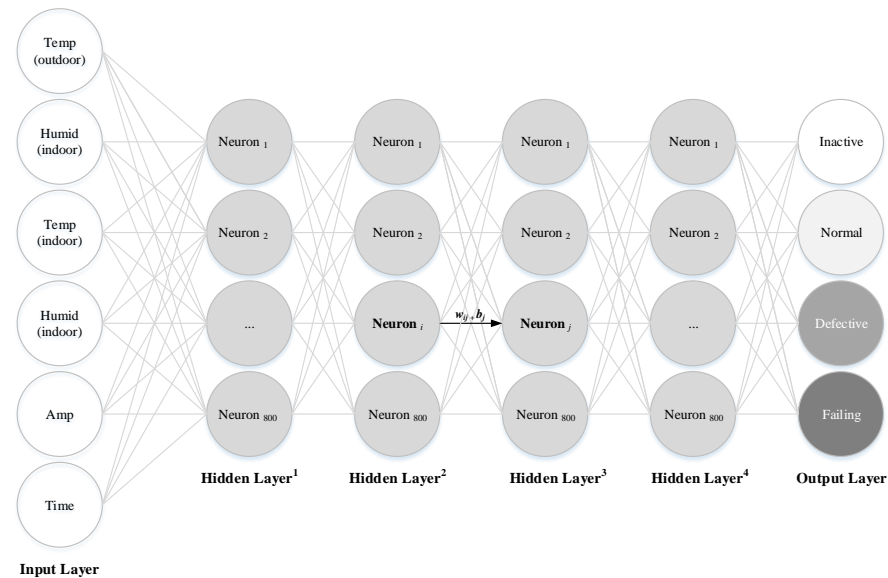 Temp
(outdoor)
Humid
(indoor)
Temp
(indoor)
Humid
(indoor)
Amp
Time
Input Layer
Neuron 1
Neuron 2
...
Neuron 800
Hidden Layer1
Neuron 1
Neuron 2
Neuron i
Neuron 800
Hidden Layer2
wij+bj
Neuron 1
Neuron 2
Neuron j
Neuron 800
Hidden Layer3
Neuron 1
Neuron 2
...
Neuron 800
Hidden Layer4
Inactive
Normal
Defective
Failing
Output Layer